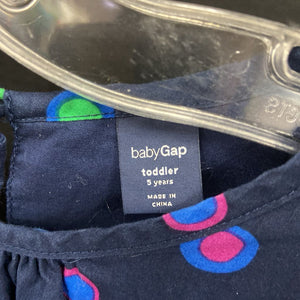 babyGap
toddler
5 years
MADE IN
CHINA